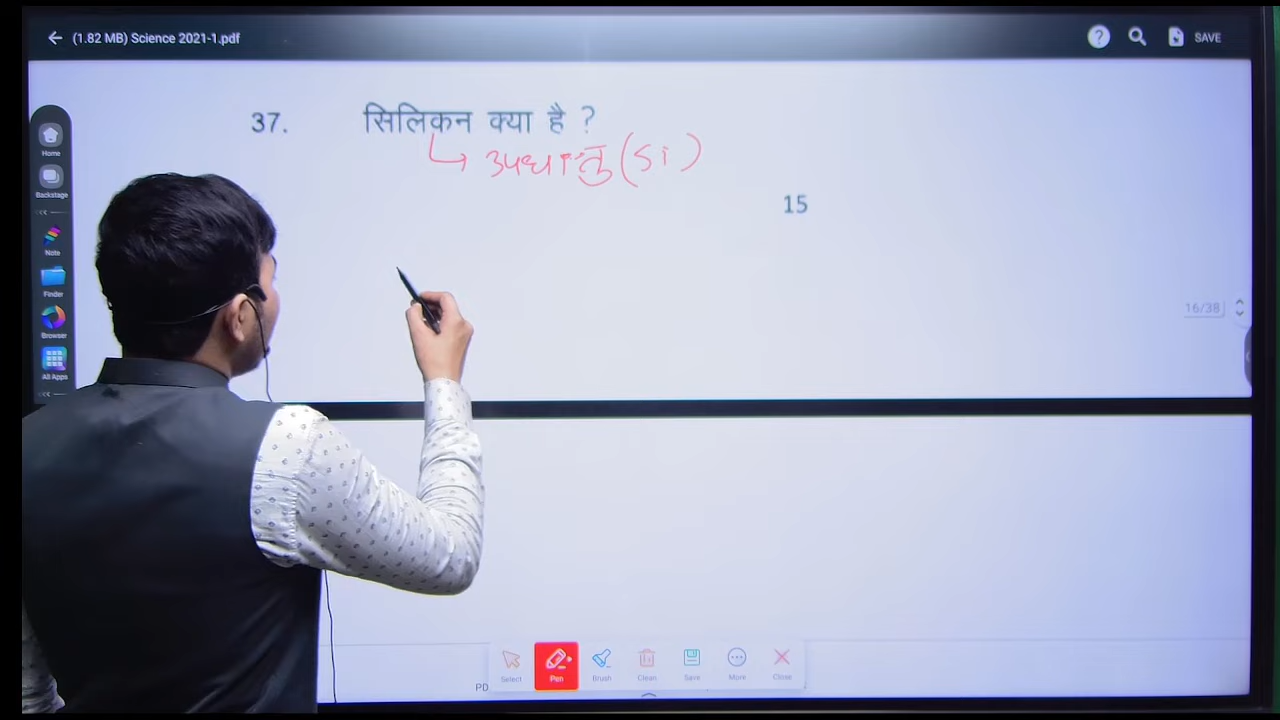 (1.82 MB) Science 2021-1.pdf
SAVE
37. सिलिकन क्या है ?
उपधातु (Si)
15
16/38
Home
Backstage
Note
Finder
Browser
All Apps
PD
Select Pen Brush Clean Save More Close